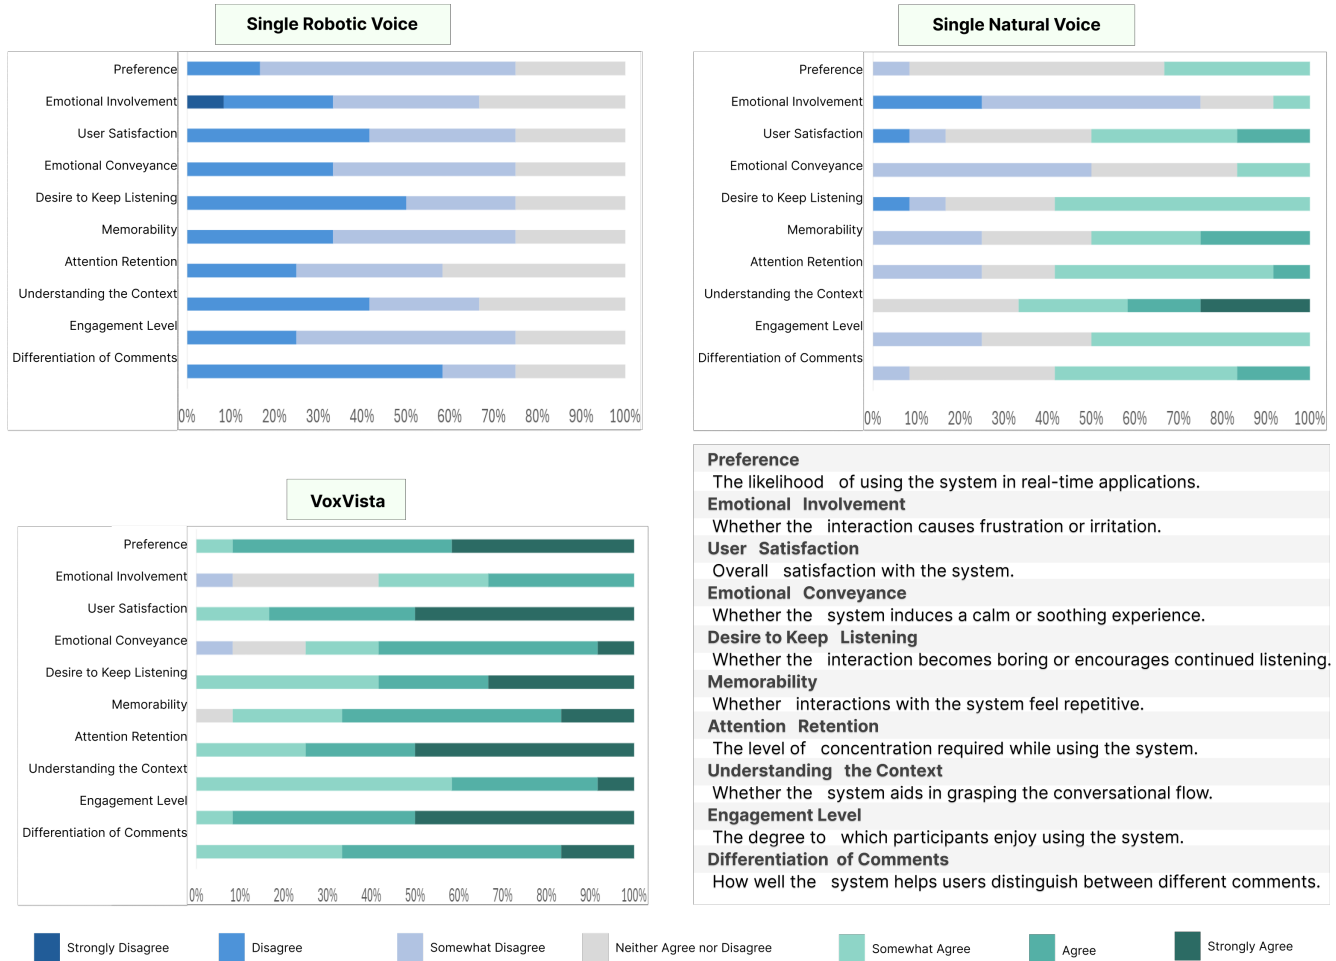 Single Robotic Voice
Preference
Emotional Involvement
User Satisfaction
Emotional Conveyance
Desire to Keep Listening
Memorability
Attention Retention
Understanding the Context
Engagement Level
Differentiation of Comments
0% 10% 20% 30% 40% 50% 60% 70% 80% 90% 100%
Single Natural Voice
Preference
Emotional Involvement
User Satisfaction
Emotional Conveyance
Desire to Keep Listening
Memorability
Attention Retention
Understanding the Context
Engagement Level
Differentiation of Comments
0% 10% 20% 30% 40% 50% 60% 70% 80% 90% 100%
VoxVista
Preference
Emotional Involvement
User Satisfaction
Emotional Conveyance
Desire to Keep Listening
Memorability
Attention Retention
Understanding the Context
Engagement Level
Differentiation of Comments
0% 10% 20% 30% 40% 50% 60% 70% 80% 90% 100%
Preference
The likelihood of using the system in real-time applications.
Emotional Involvement
Whether the interaction causes frustration or irritation.
User Satisfaction
Overall satisfaction with the system.
Emotional Conveyance
Whether the system induces a calm or soothing experience.
Desire to Keep Listening
Whether the interaction becomes boring or encourages continued listening.
Memorability
Whether interactions with the system feel repetitive.
Attention Retention
The level of concentration required while using the system.
Understanding the Context
Whether the system aids in grasping the conversational flow.
Engagement Level
The degree to which participants enjoy using the system.
Differentiation of Comments
How well the system helps users distinguish between different comments.
Strongly Disagree Disagree Somewhat Disagree Neither Agree nor Disagree Somewhat Agree Agree Strongly Agree